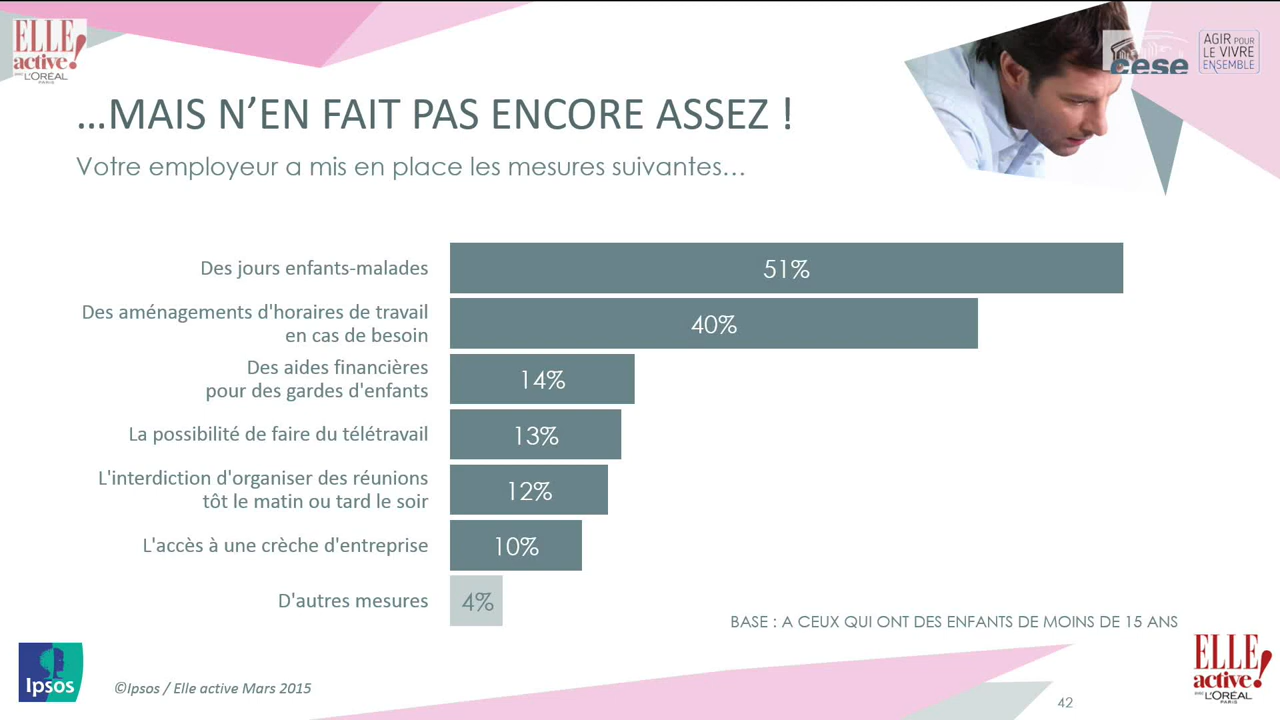 ELLE
active!
avec L'ORÉAL
PARIS
cese
AGIR POUR
LE VIVRE
ENSEMBLE
...MAIS N'EN FAIT PAS ENCORE ASSEZ !
Votre employeur a mis en place les mesures suivantes...
Des jours enfants-malades
51%
Des aménagements d'horaires de travail
en cas de besoin
40%
Des aides financières
pour des gardes d'enfants
14%
La possibilité de faire du télétravail
13%
L'interdiction d'organiser des réunions
tôt le matin ou tard le soir
12%
L'accès à une crèche d'entreprise
10%
D'autres mesures
4%
BASE : A CEUX QUI ONT DES ENFANTS DE MOINS DE 15 ANS
Ipsos
©Ipsos / Elle active Mars 2015
42
ELLE
active!
avec L'ORÉAL
PARIS